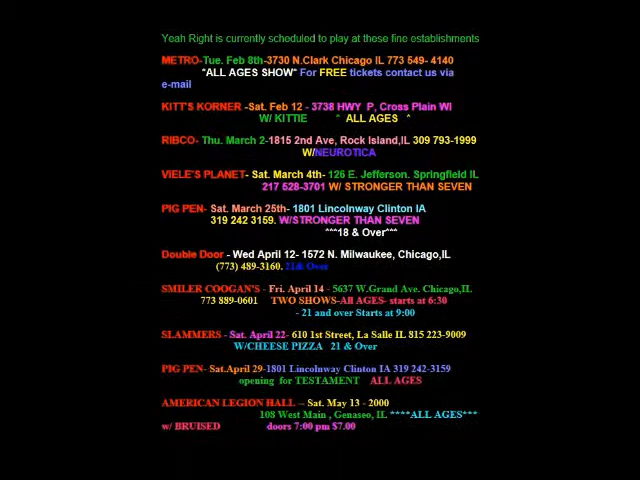 Yeah Right is currently scheduled to play at these fine establishments
METRO-Tue. Feb 8th-3730 N.Clark Chicago IL 773 549- 4140
*ALL AGES SHOW* For FREE tickets contact us via
e-mail
KITT'S KORNER -Sat. Feb 12 - 3738 HWY P, Cross Plain WI
W/ KITTIE * ALL AGES *
RIBCO- Thu. March 2-1815 2nd Ave, Rock Island,IL 309 793-1999
W/NEUROTICA
VIELE'S PLANET- Sat. March 4th- 126 E. Jefferson. Springfield IL
217 528-3701 W/ STRONGER THAN SEVEN
PIG PEN- Sat. March 25th- 1801 Lincolnway Clinton IA
319 242 3159. W/STRONGER THAN SEVEN
***18 & Over***
Double Door - Wed April 12- 1572 N. Milwaukee, Chicago,IL
(773) 489-3160. 21& Over
SMILER COOGAN'S - Fri. April 14 - 5637 W.Grand Ave. Chicago,IL
773 889-0601 TWO SHOWS-All AGES- starts at 6:30
- 21 and over Starts at 9:00
SLAMMERS - Sat. April 22- 610 1st Street, La Salle IL 815 223-9009
W/CHEESE PIZZA 21 & Over
PIG PEN- Sat.April 29-1801 Lincolnway Clinton IA 319 242-3159
opening for TESTAMENT ALL AGES
AMERICAN LEGION HALL -- Sat. May 13 - 2000
108 West Main , Genaseo, IL ****ALL AGES***
w/ BRUISED doors 7:00 pm $7.00